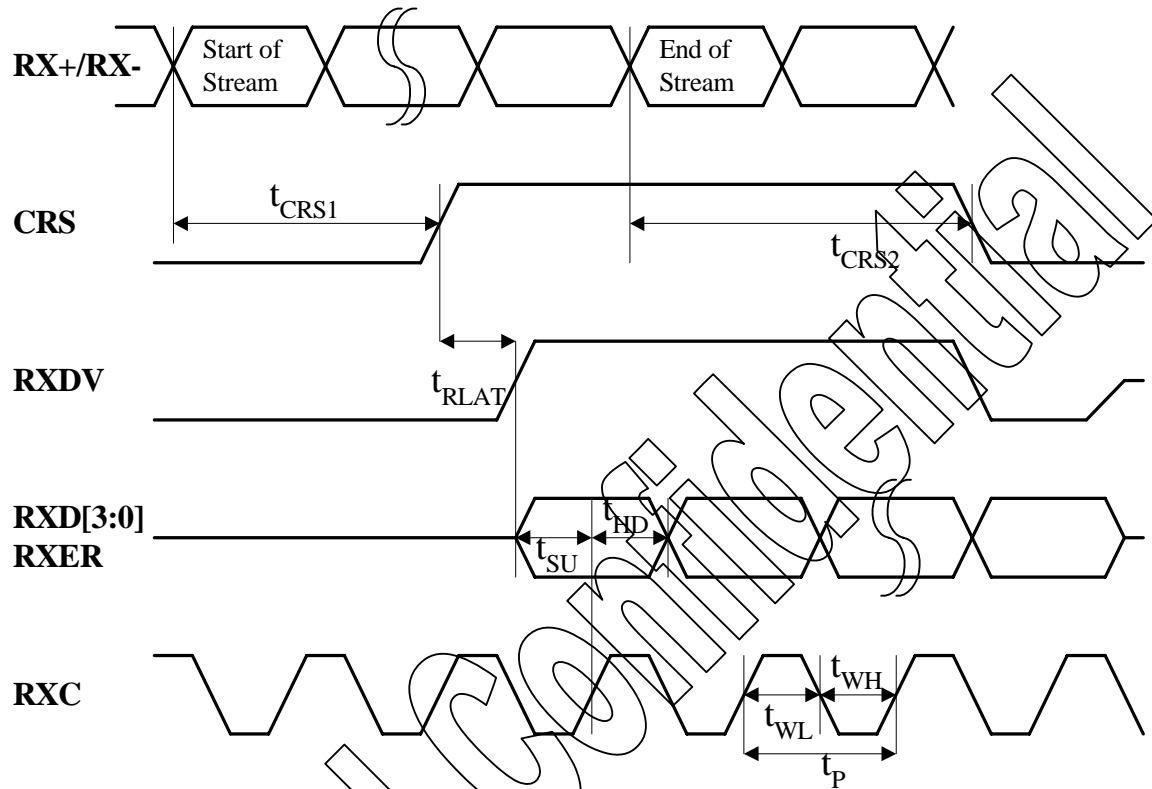 RX+/RX-
Start of
Stream
End of
Stream
CRS
tCRS1
tCRS2
RXDV
tRLAT
RXD[3:0]
RXER
tHD
tSU
RXC
tWH
tWL
tP
Confidential